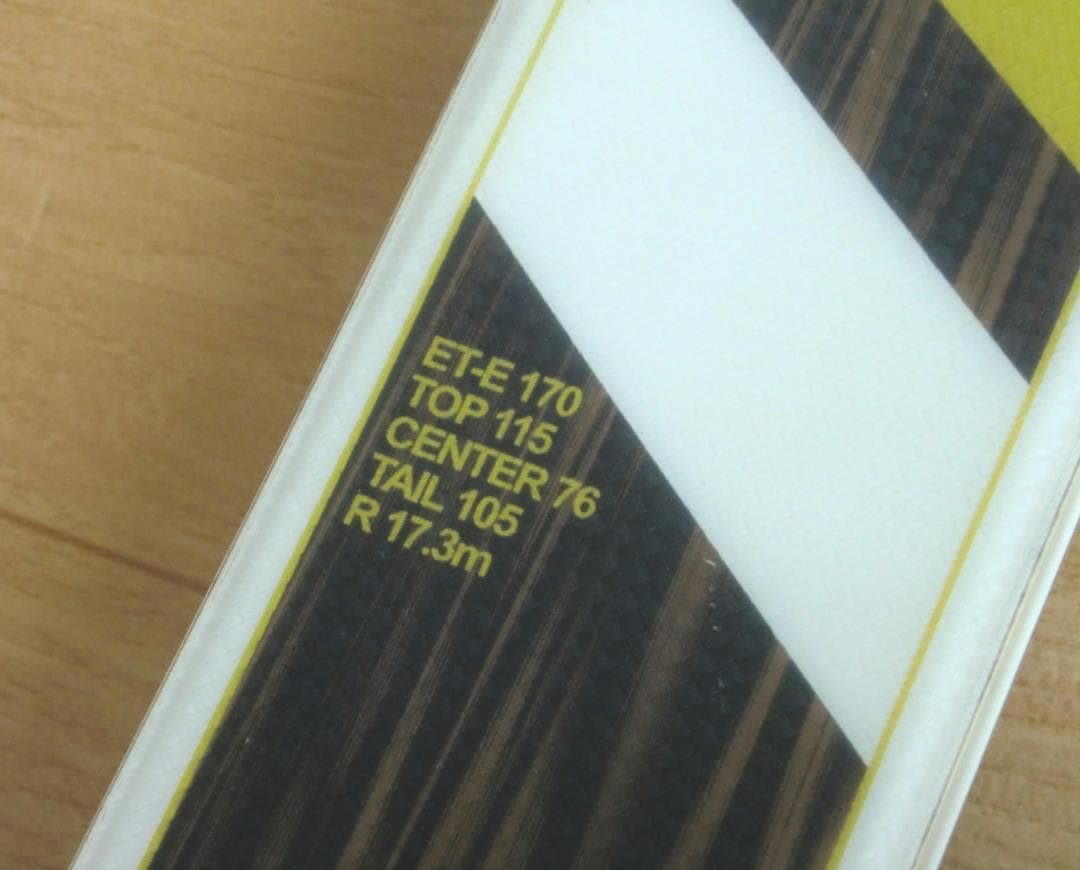 ET-E 170
TOP 115
CENTER 76
TAIL 105
R 17.3m